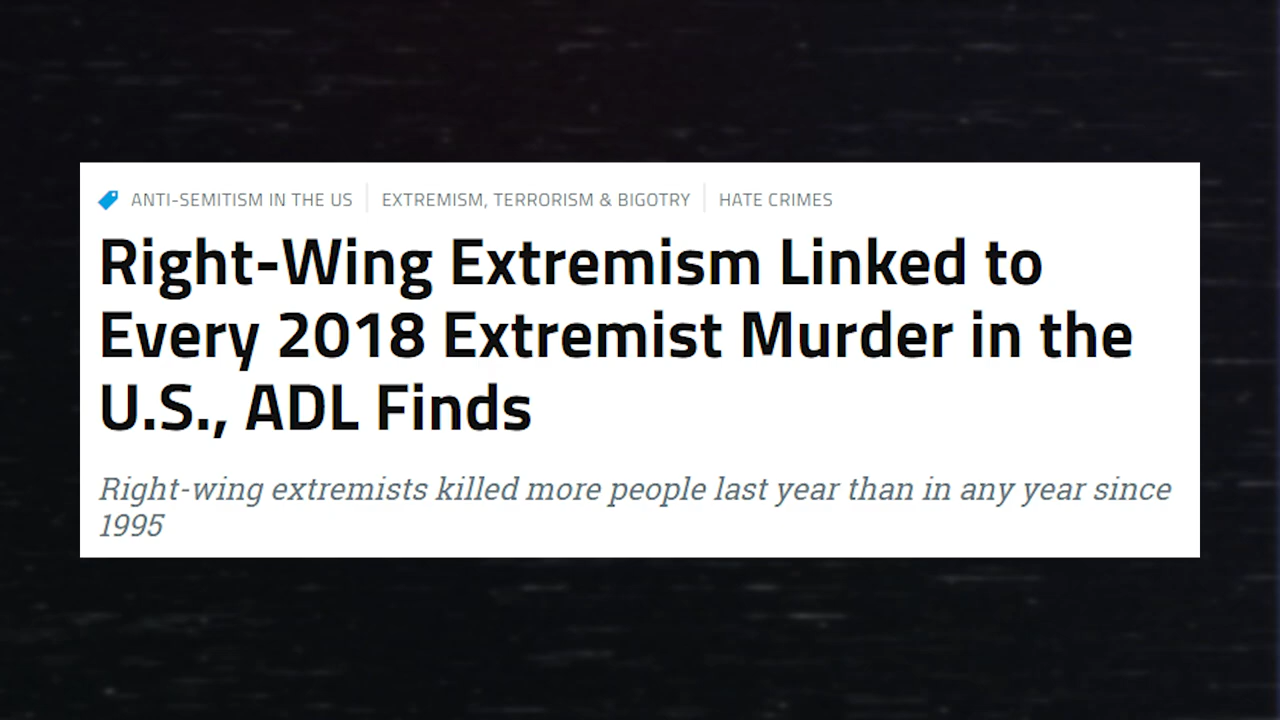 ANTI-SEMITISM IN THE US EXTREMISM, TERRORISM & BIGOTRY HATE CRIMES
Right-Wing Extremism Linked to
Every 2018 Extremist Murder in the
U.S., ADL Finds
Right-wing extremists killed more people last year than in any year since
1995